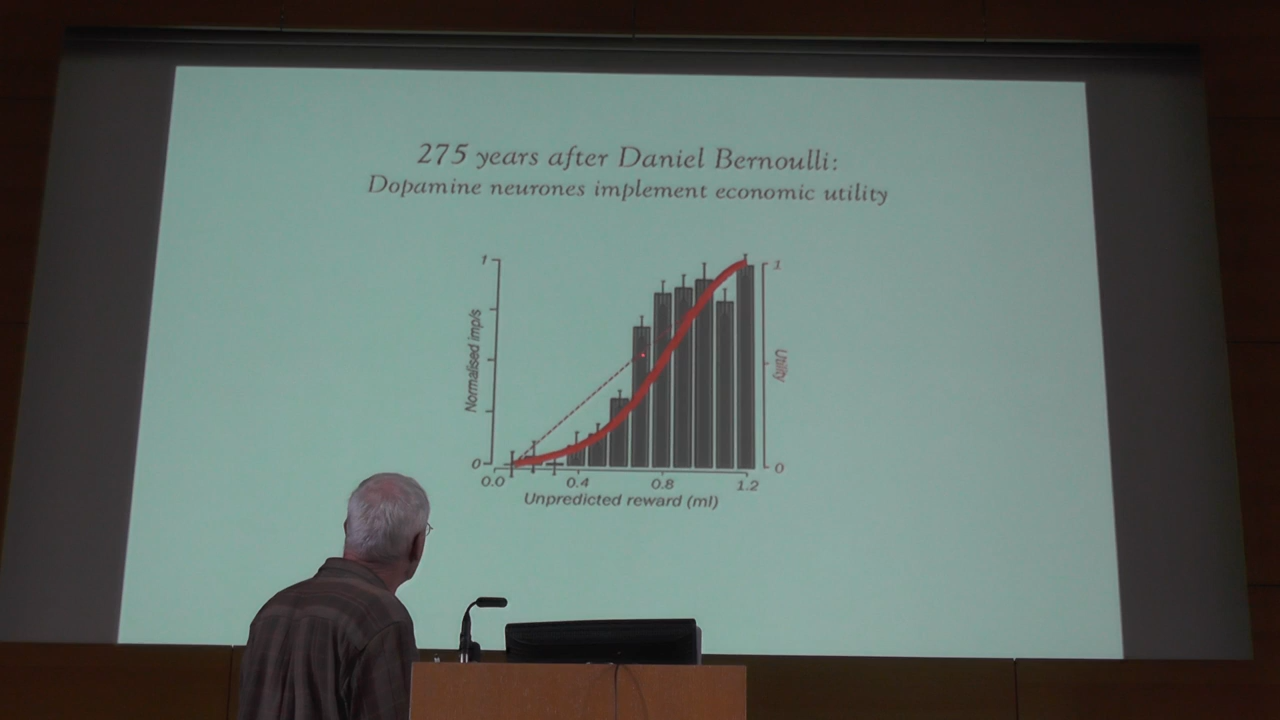 275 years after Daniel Bernoulli:
Dopamine neurones implement economic utility
1
1
Normalised imp/s
Utility
0
0
0.0 0.4 0.8 1.2
Unpredicted reward (ml)